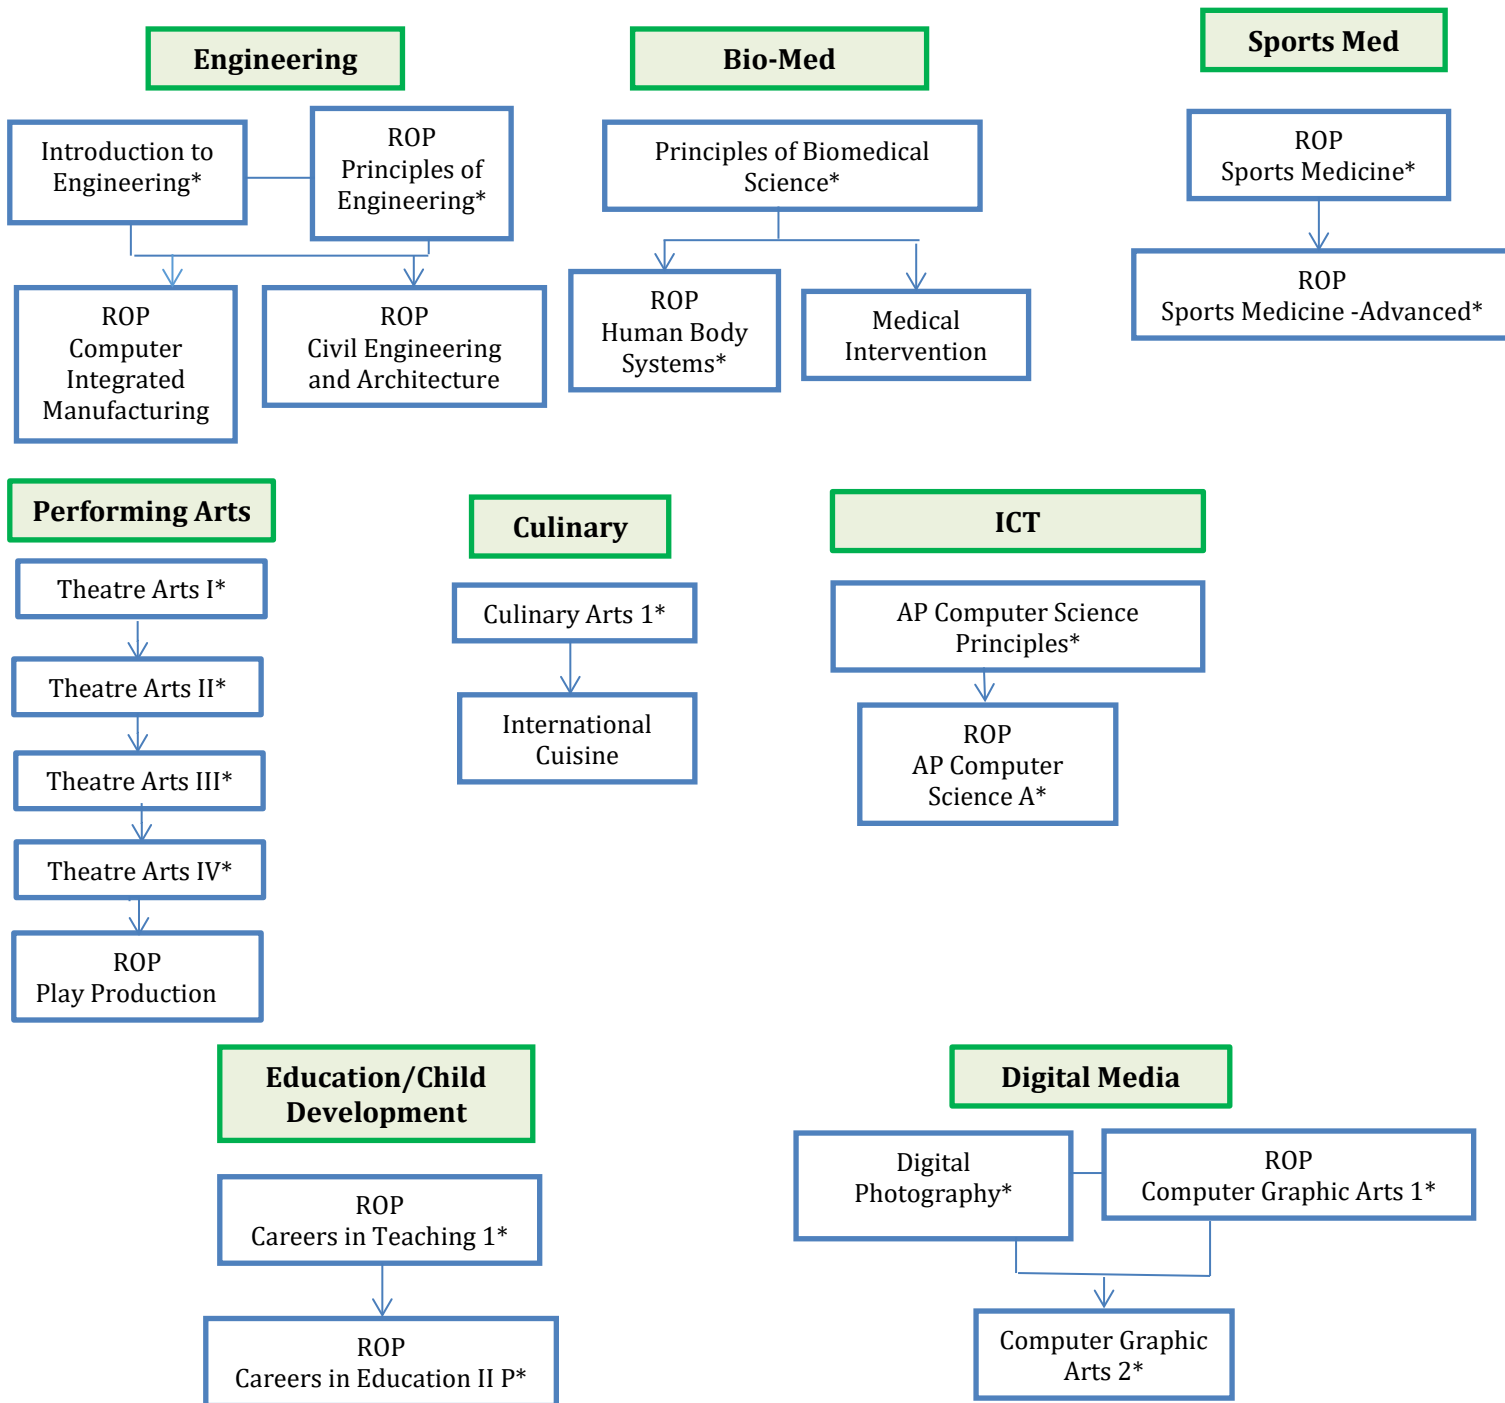 Engineering
Introduction to
Engineering*
ROP
Principles of
Engineering*
ROP
Computer
Integrated
Manufacturing
ROP
Civil Engineering
and Architecture
Bio-Med
Principles of Biomedical
Science*
ROP
Human Body
Systems*
Medical
Intervention
Sports Med
ROP
Sports Medicine*
ROP
Sports Medicine -Advanced*
Performing Arts
Theatre Arts I*
Theatre Arts II*
Theatre Arts III*
Theatre Arts IV*
ROP
Play Production
Culinary
Culinary Arts 1*
International
Cuisine
ICT
AP Computer Science
Principles*
ROP
AP Computer
Science A*
Education/Child
Development
ROP
Careers in Teaching 1*
ROP
Careers in Education II P*
Digital Media
Digital
Photography*
ROP
Computer Graphic Arts 1*
Computer Graphic
Arts 2*